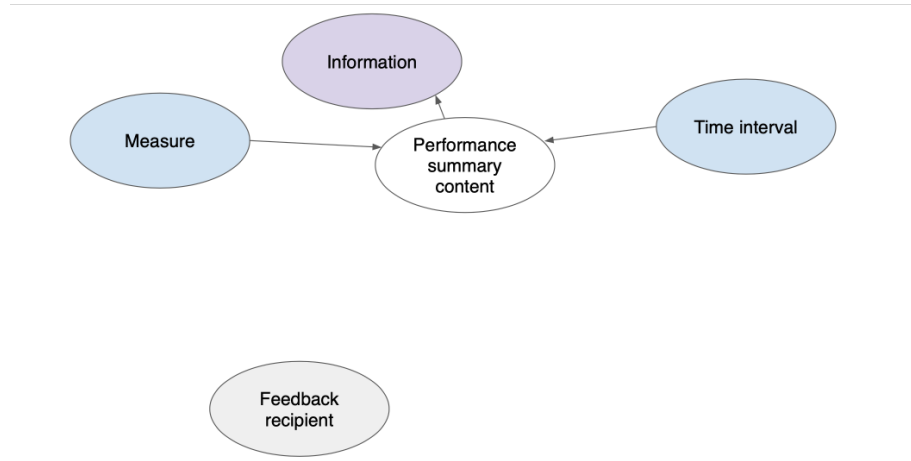 Information
Measure
Time interval
Performance
summary
content
Feedback
recipient